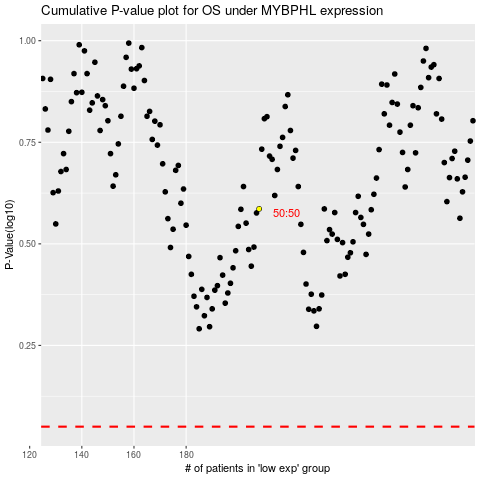 Cumulative P-value plot for OS under MYBPHL expression
P-Value(log10)
1.00
0.75
0.50
0.25
50:50
120 140 160 180
# of patients in 'low exp' group